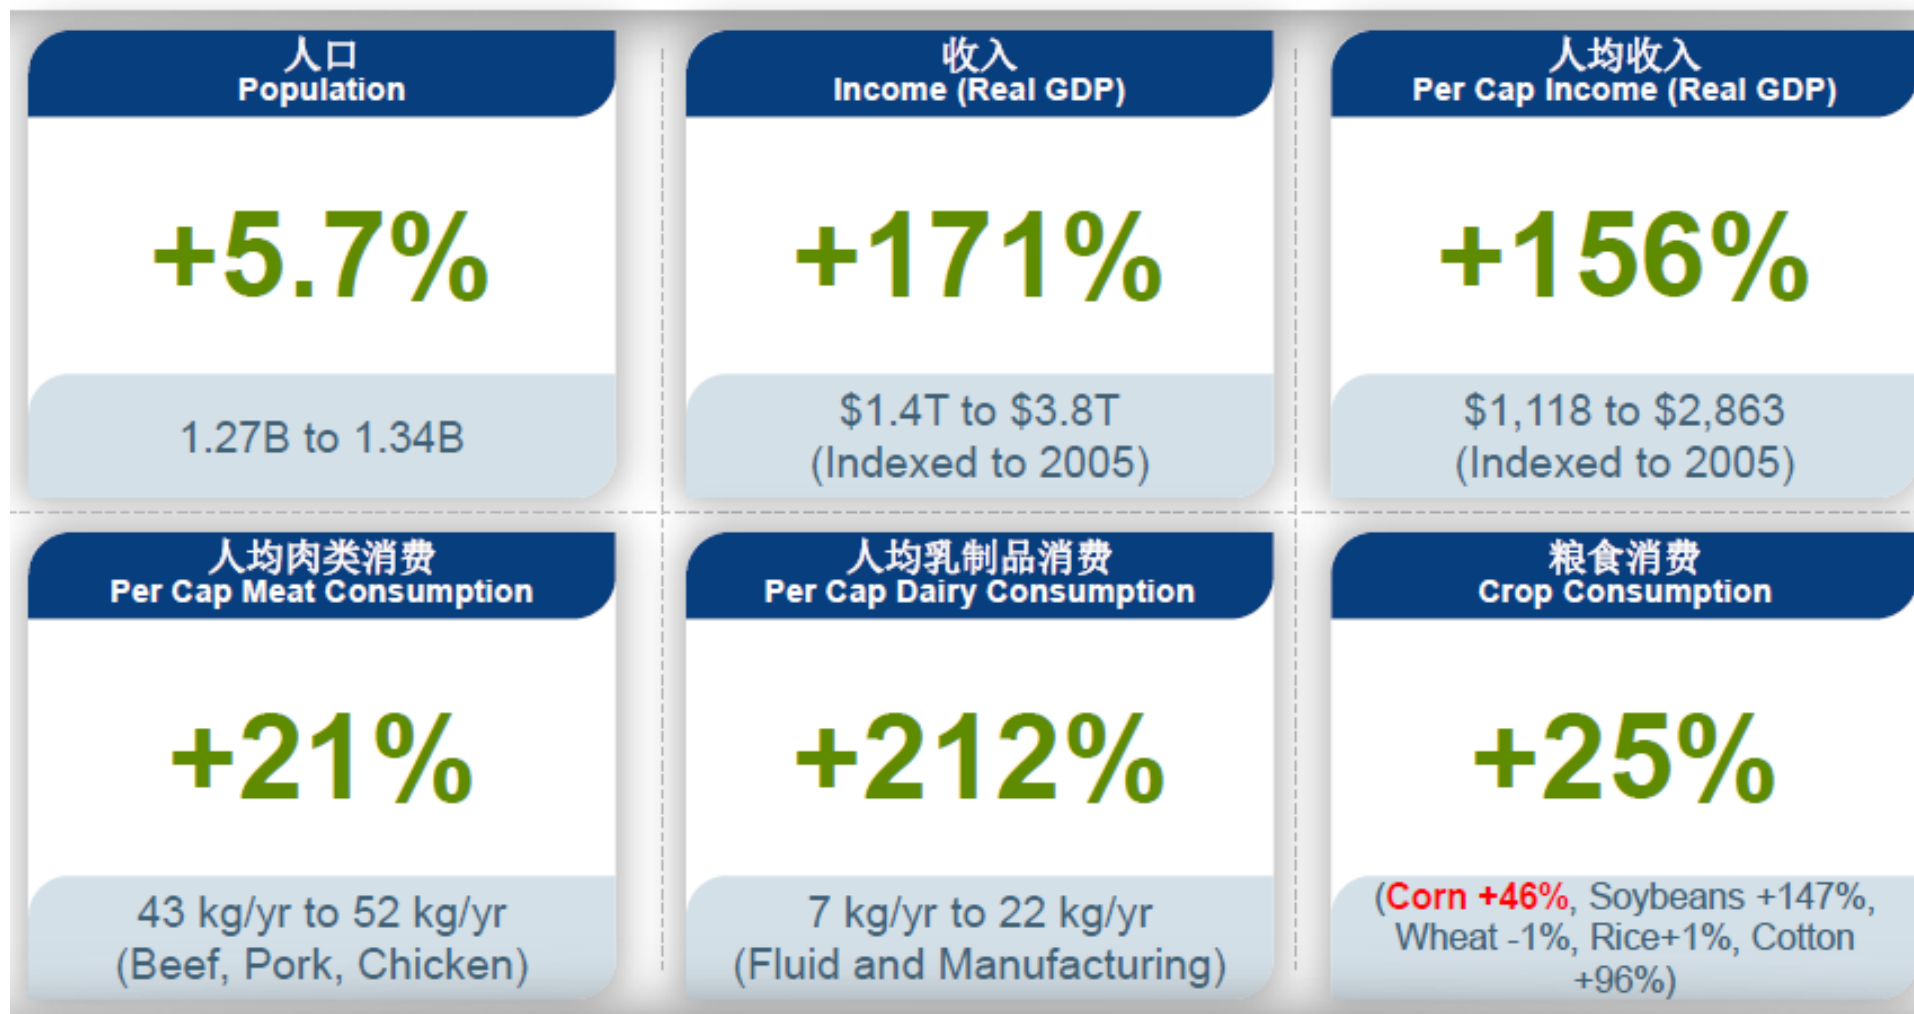 人口
Population
+5.7%
1.27B to 1.34B
收入
Income (Real GDP)
+171%
$1.4T to $3.8T
(Indexed to 2005)
人均收入
Per Cap Income (Real GDP)
+156%
$1,118 to $2,863
(Indexed to 2005)
人均肉类消费
Per Cap Meat Consumption
+21%
43 kg/yr to 52 kg/yr
(Beef, Pork, Chicken)
人均乳制品消费
Per Cap Dairy Consumption
+212%
7 kg/yr to 22 kg/yr
(Fluid and Manufacturing)
粮食消费
Crop Consumption
+25%
(Corn +46%, Soybeans +147%,
Wheat -1%, Rice+1%, Cotton
+96%)